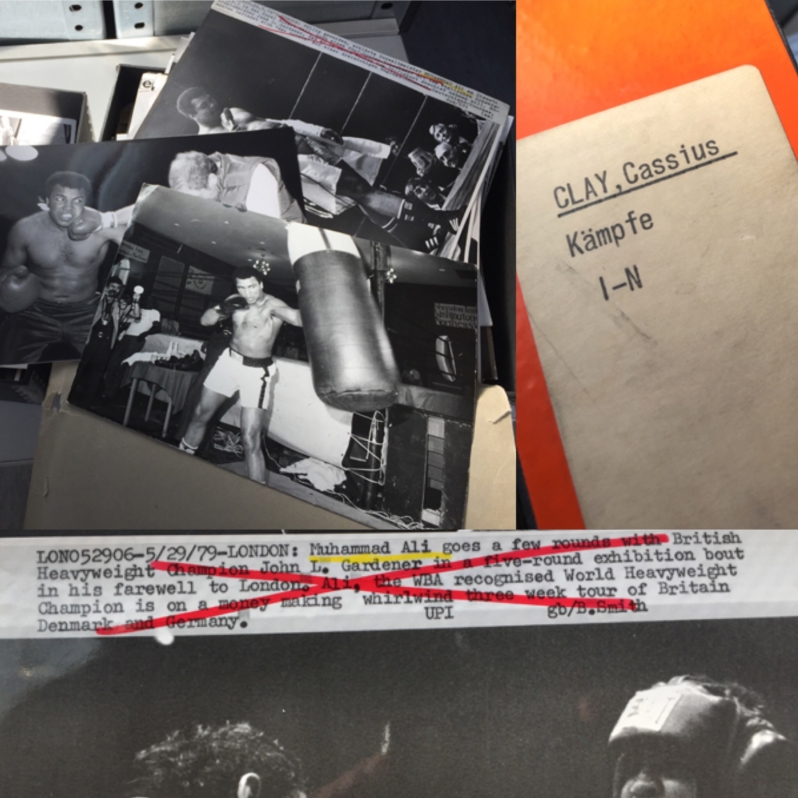 CLAY,Cassius
Kämpfe
I-N
LON052906-5/29/79-LONDON: Muhammad Ali goes a few rounds with British
Heavyweight Champion John L. Gardener in a five-round exhibition bout
in his farewell to London. Ali, the WBA recognised World Heavyweight
Champion is on a money making whirlwind three week tour of Britain
Denmark and Germany. UPI gb/B.Smith